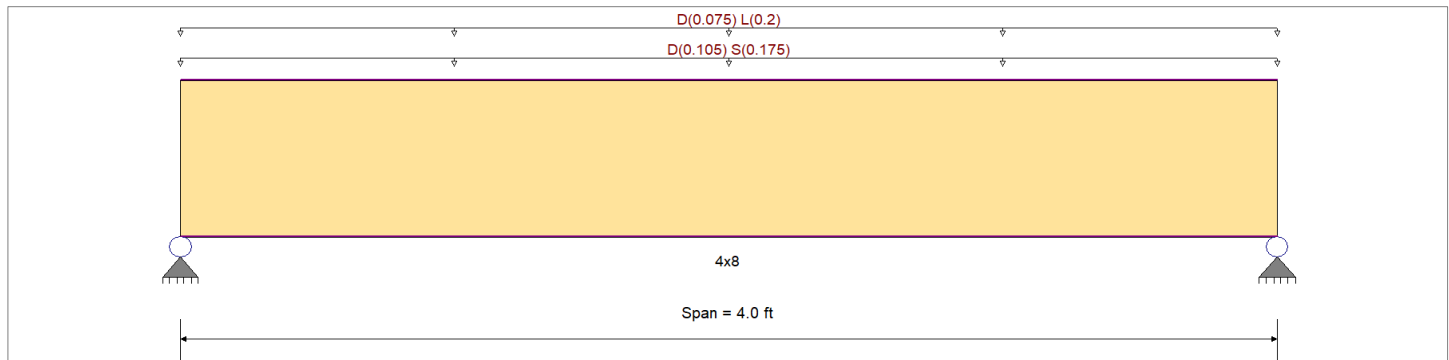 D(0.075) L(0.2)
D(0.105) S(0.175)
4x8
Span = 4.0 ft